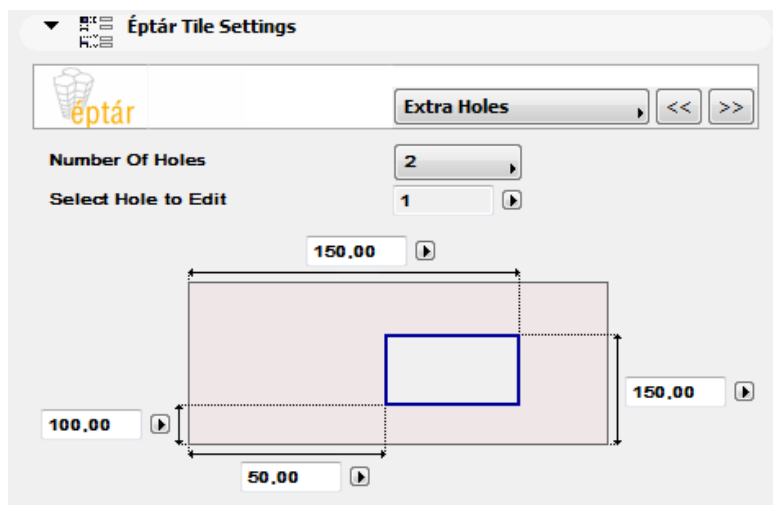 Éptár Tile Settings
éptár
Extra Holes
<<
>>
Number Of Holes
2
Select Hole to Edit
1
150,00
150,00
100,00
50,00